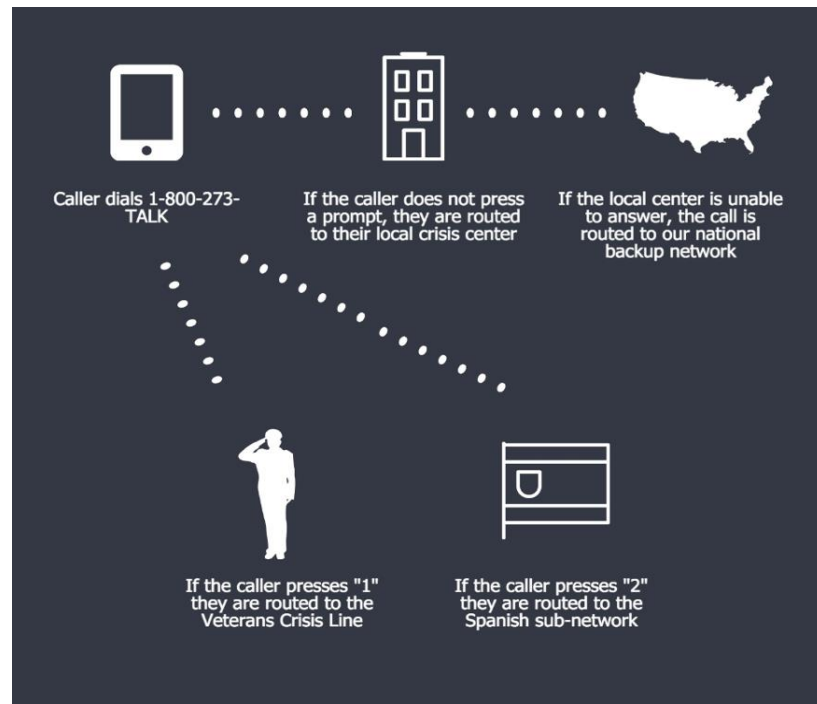 Caller dials 1-800-273-
TALK
If the caller does not press
a prompt, they are routed
to their local crisis center
If the local center is unable
to answer, the call is
routed to our national
backup network
If the caller presses "1"
they are routed to the
Veterans Crisis Line
If the caller presses "2"
they are routed to the
Spanish sub-network